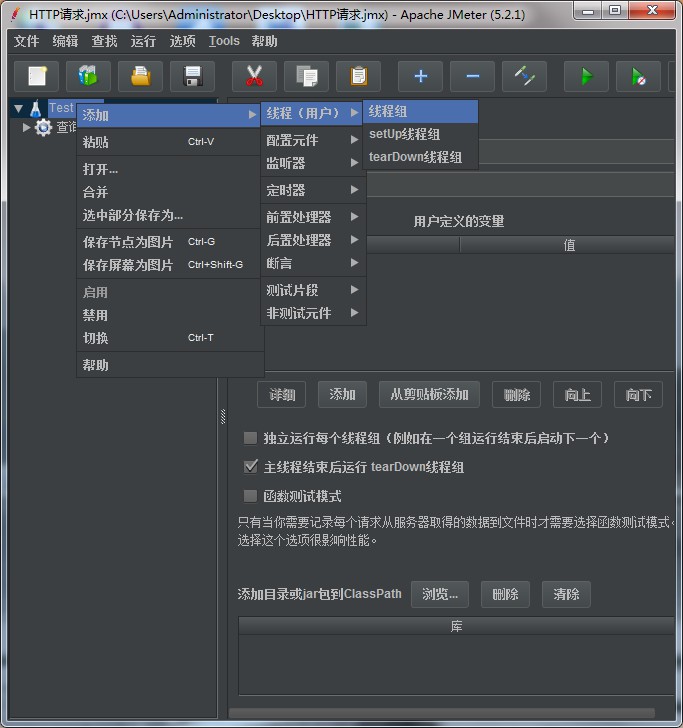 HTTP请求.jmx (C:\Users\Administrator\Desktop\HTTP请求.jmx) - Apache JMeter (5.2.1)
文件 编辑 查找 运行 选项 Tools 帮助
Test
查询
添加
粘贴 Ctrl-V
打开...
合并
选中部分保存为...
保存节点为图片 Ctrl-G
保存屏幕为图片 Ctrl+Shift-G
启用
禁用
切换 Ctrl-T
帮助
线程（用户）
配置元件
监听器
定时器
前置处理器
后置处理器
断言
测试片段
非测试元件
线程组
setUp线程组
tearDown线程组
用户定义的变量
值
详细 添加 从剪贴板添加 删除 向上 向下
独立运行每个线程组（例如在一个组运行结束后启动下一个）
主线程结束后运行 tearDown线程组
函数测试模式
只有当你需要记录每个请求从服务器取得的数据到文件时才需要选择函数测试模式。
选择这个选项很影响性能。
添加目录或jar包到ClassPath 浏览... 删除 清除
库